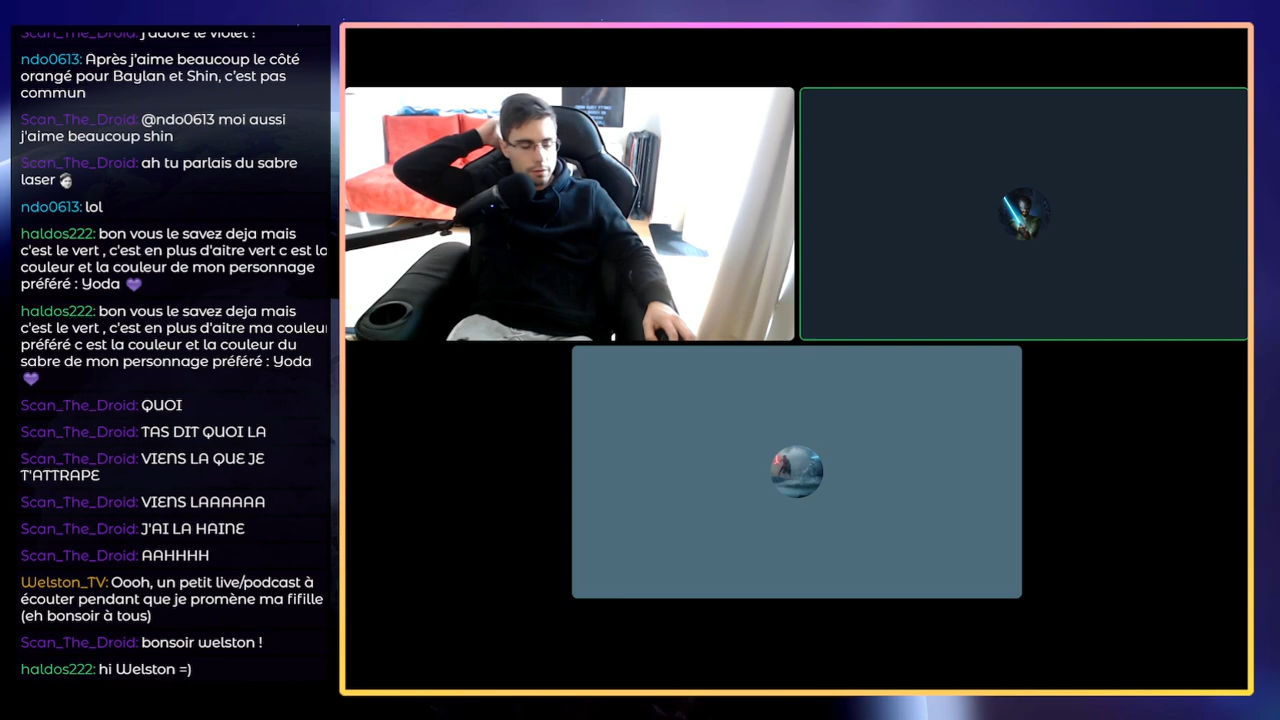 Scan_The_Droid: j'adore le violet !
ndo0613: Après j'aime beaucoup le côté
orangé pour Baylan et Shin, c'est pas
commun
Scan_The_Droid: @ndo0613 moi aussi
j'aime beaucoup shin
Scan_The_Droid: ah tu parlais du sabre
laser
ndo0613: lol
haldos222: bon vous le savez deja mais
c'est le vert , c'est en plus d'aitre vert c est la
couleur et la couleur de mon personnage
préféré : Yoda 💜
haldos222: bon vous le savez deja mais
c'est le vert , c'est en plus d'aitre ma couleur
préféré c est la couleur et la couleur du
sabre de mon personnage préféré : Yoda
💜
Scan_The_Droid: QUOI
Scan_The_Droid: TAS DIT QUOI LA
Scan_The_Droid: VIENS LA QUE JE
T'ATTRAPE
Scan_The_Droid: VIENS LAAAAAA
Scan_The_Droid: J'AI LA HAINE
Scan_The_Droid: AAHHHH
Welston_TV: Oooh, un petit live/podcast à
écouter pendant que je promène ma fifille
(eh bonsoir à tous)
Scan_The_Droid: bonsoir welston !
haldos222: hi Welston =)